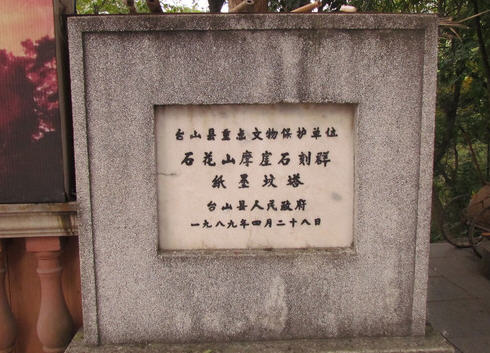 台山县重点文物保护单位
石花山摩崖石刻群
纸墨坟塔
台山县人民政府
一九八九年四月二十八日